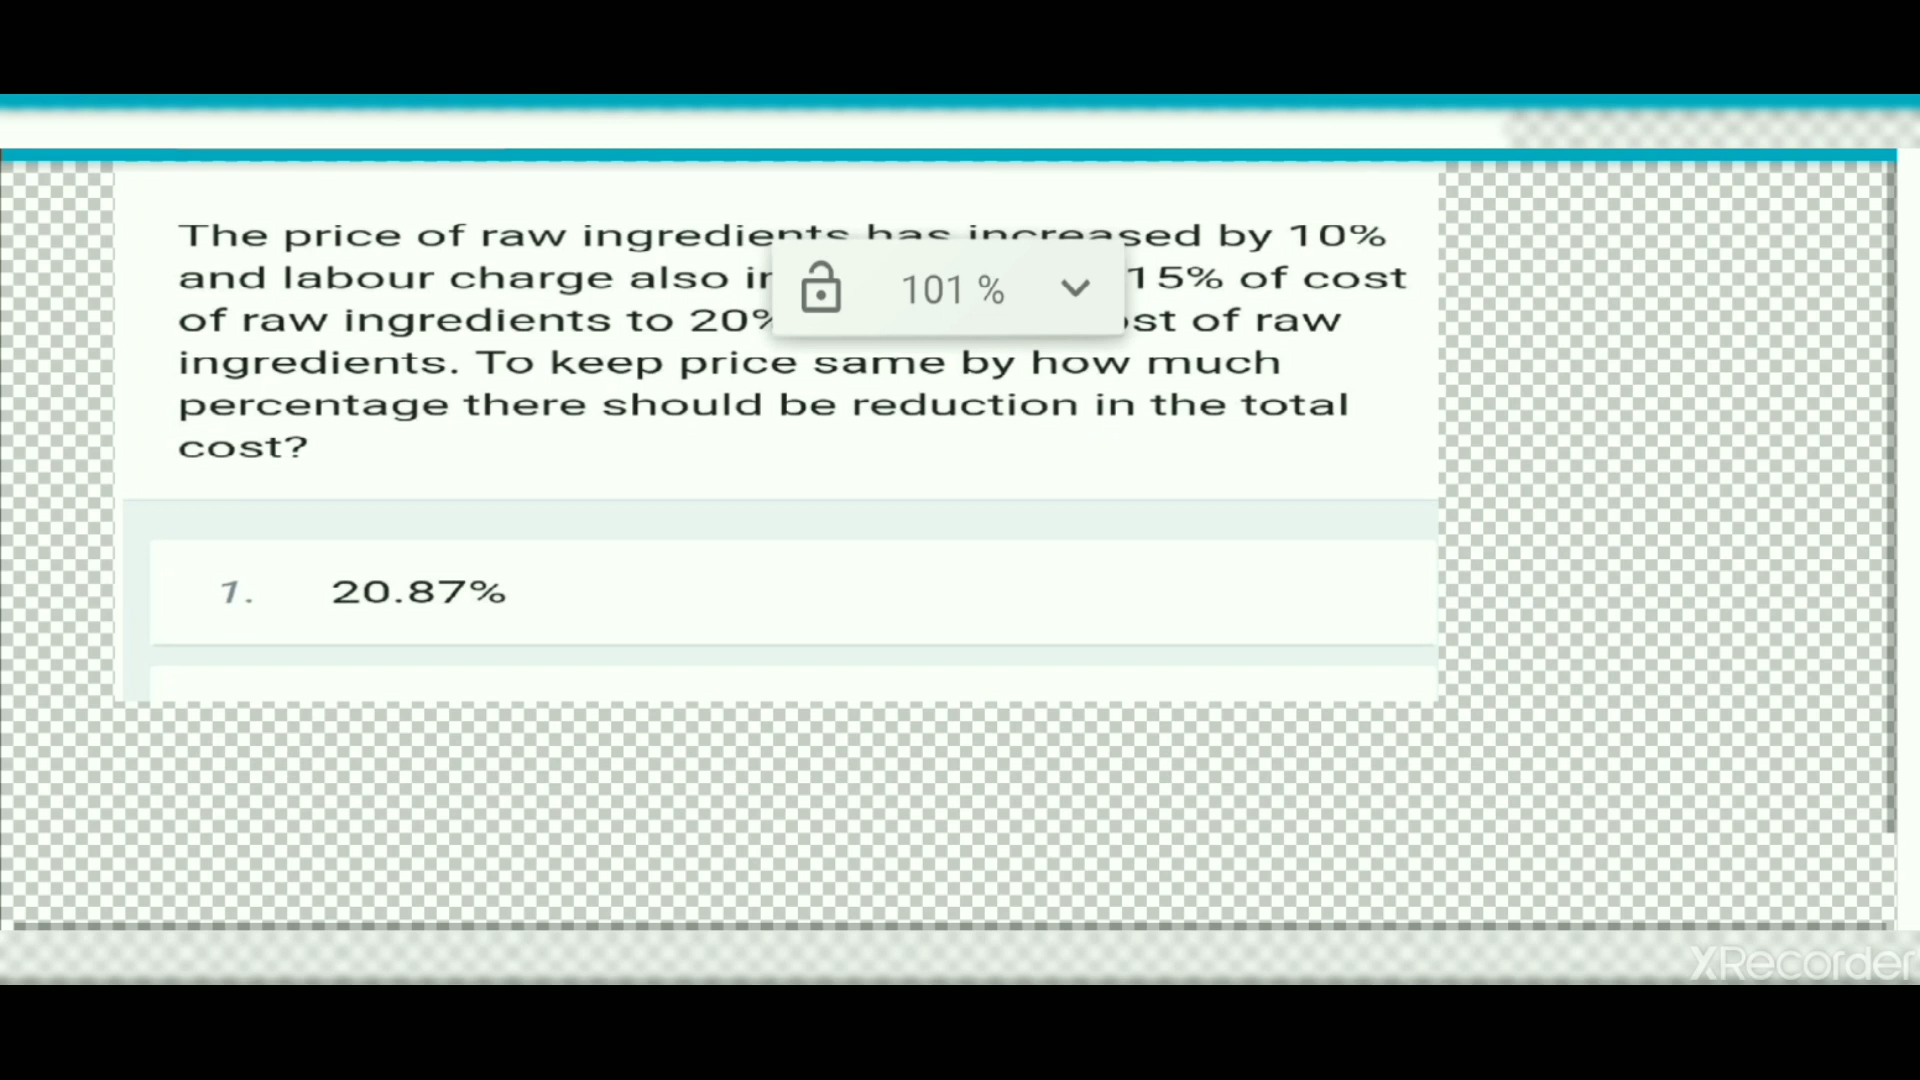 The price of raw ingredients has increased by 10%
and labour charge also 15% of cost
of raw ingredients to 20% of raw
ingredients. To keep price same by how much
percentage there should be reduction in the total
cost?
101 %
1. 20.87%
XRecorder